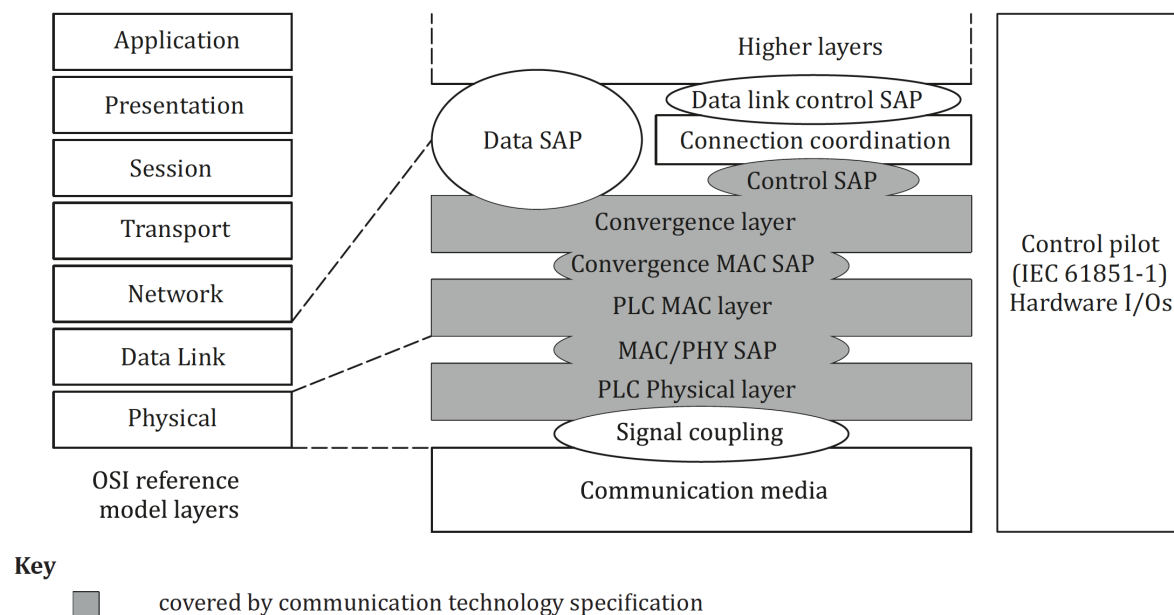 Application
Presentation
Session
Transport
Network
Data Link
Physical
OSI reference
model layers
Higher layers
Data link control SAP
Data SAP
Connection coordination
Control SAP
Convergence layer
Convergence MAC SAP
PLC MAC layer
MAC/PHY SAP
PLC Physical layer
Signal coupling
Communication media
Control pilot
(IEC 61851-1)
Hardware I/Os
Key
covered by communication technology specification